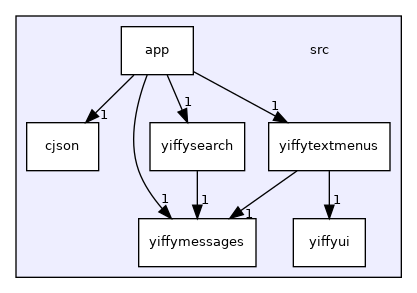 app
src
1
1
1
cjson
yiffysearch
yiffytextmenus
1
1
1
1
yiffymessages
yiffyui